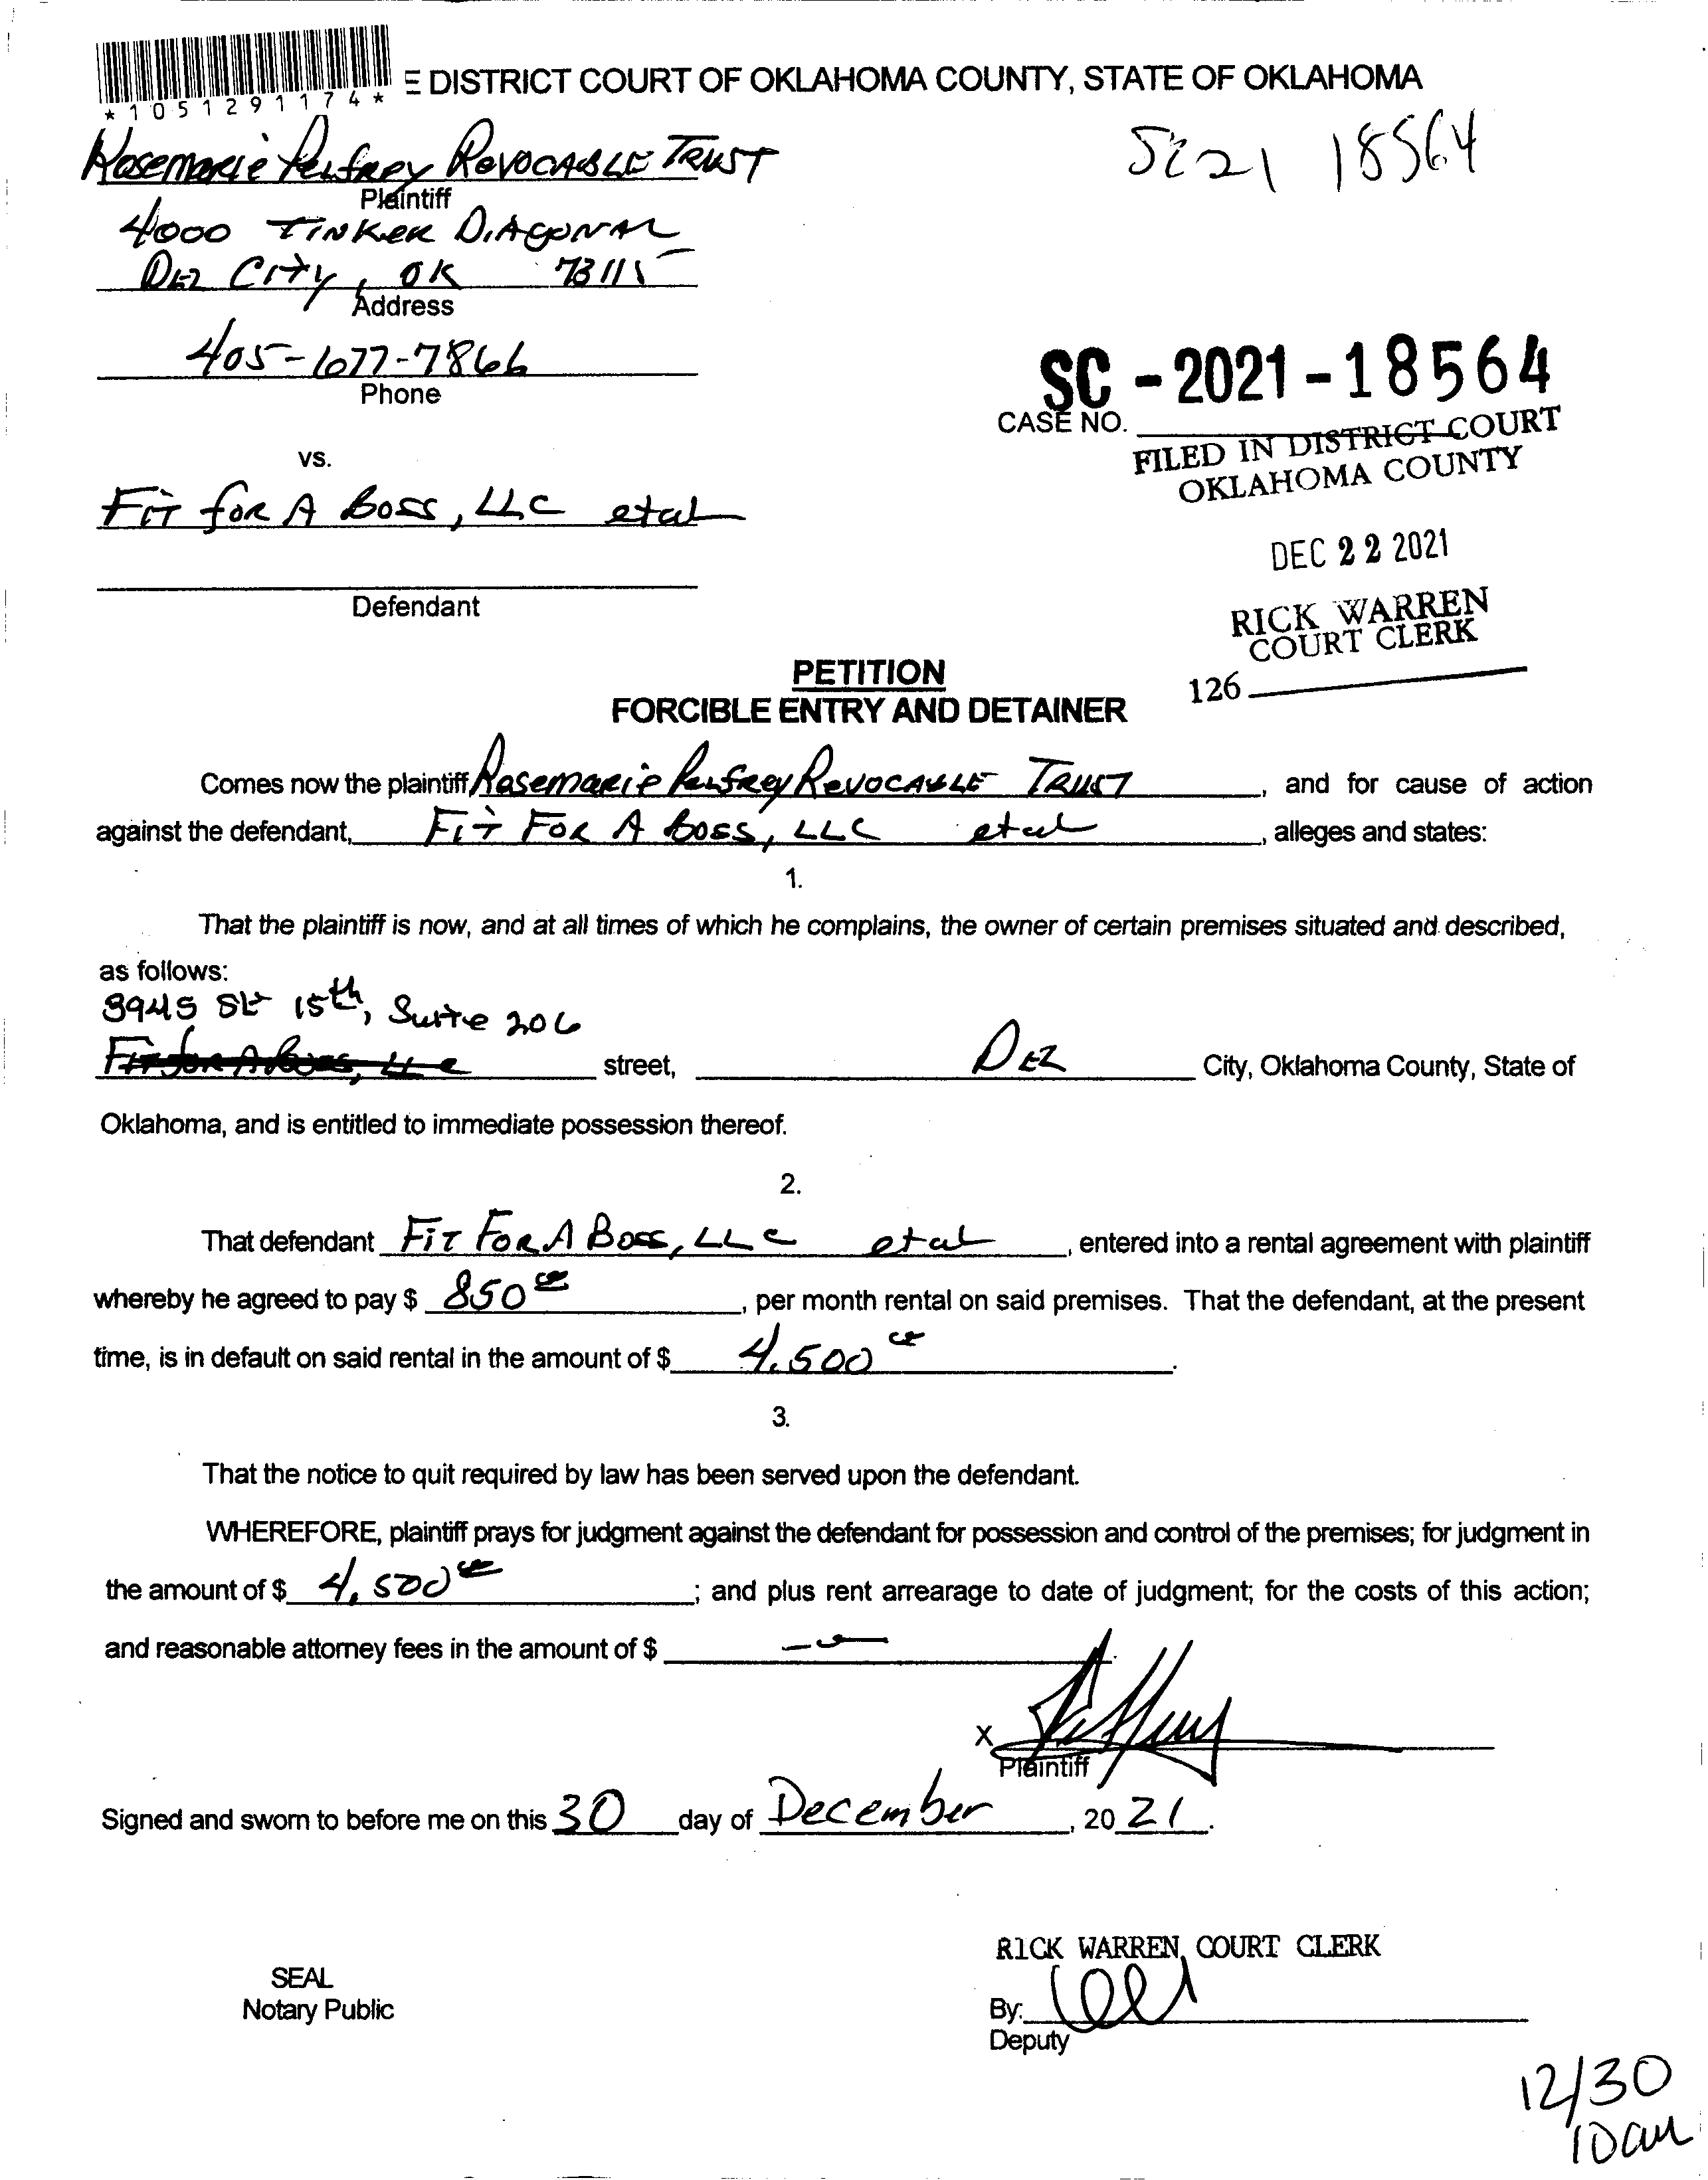 *1051291174*
E DISTRICT COURT OF OKLAHOMA COUNTY, STATE OF OKLAHOMA
SC21 18564
Rosemarie Pelfrey REVOCABLE TRUST
Plaintiff
4000 TINKER DIAGONAL
DEL CITY, OK 73115
Address
405-677-7866
Phone
SC - 2021 - 18564
CASE NO.
FILED IN DISTRICT COURT
OKLAHOMA COUNTY
vs.
FIT FOR A BOSS, LLC etal
DEC 22 2021
Defendant
RICK WARREN
COURT CLERK
126
PETITION
FORCIBLE ENTRY AND DETAINER
Comes now the plaintiff Rosemarie Pelfrey REVOCABLE TRUST, and for cause of action
against the defendant, FIT FOR A BOSS, LLC etal, alleges and states:
1.
That the plaintiff is now, and at all times of which he complains, the owner of certain premises situated and described,
as follows:
3945 SE 15th, Suite 206
Fit for A Boss, LLC street, DEL City, Oklahoma County, State of
Oklahoma, and is entitled to immediate possession thereof.
2.
That defendant FIT FOR A BOSS, LLC etal, entered into a rental agreement with plaintiff
whereby he agreed to pay $ 850, per month rental on said premises. That the defendant, at the present
time, is in default on said rental in the amount of $ 4,500.
3.
That the notice to quit required by law has been served upon the defendant.
WHEREFORE, plaintiff prays for judgment against the defendant for possession and control of the premises; for judgment in
the amount of $ 4,500; and plus rent arrearage to date of judgment; for the costs of this action;
and reasonable attorney fees in the amount of $
X
Plaintiff
Signed and sworn to before me on this 30 day of December, 20 21.
RICK WARREN, COURT CLERK
SEAL
Notary Public
By:
Deputy
12/30
10am